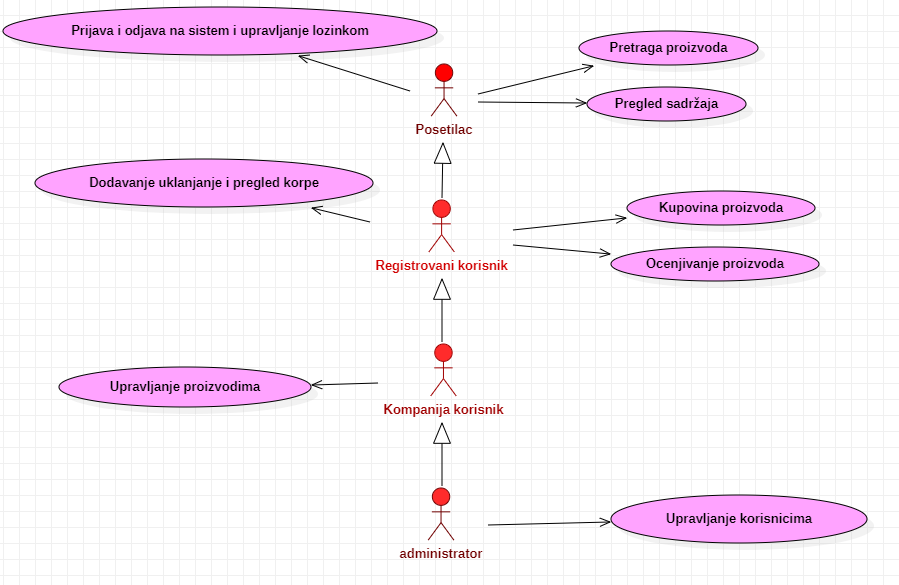 Prijava i odjava na sistem i upravljanje lozinkom
Pretraga proizvoda
Pregled sadržaja
Posetilac
Dodavanje uklanjanje i pregled korpe
Kupovina proizvoda
Registrovani korisnik
Ocenjivanje proizvoda
Upravljanje proizvodima
Kompanija korisnik
Upravljanje korisnicima
administrator